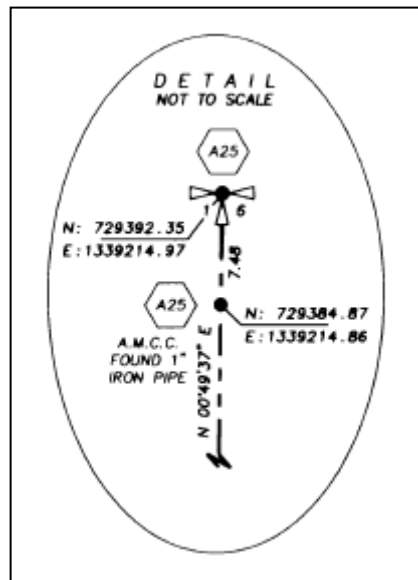 DETAIL
NOT TO SCALE
A25
1 6
N: 729392.35
E:1339214.97
7.48
A25
N: 729384.87
E:1339214.86
A.M.C.C.
FOUND 1"
IRON PIPE
N 00°49'37" E